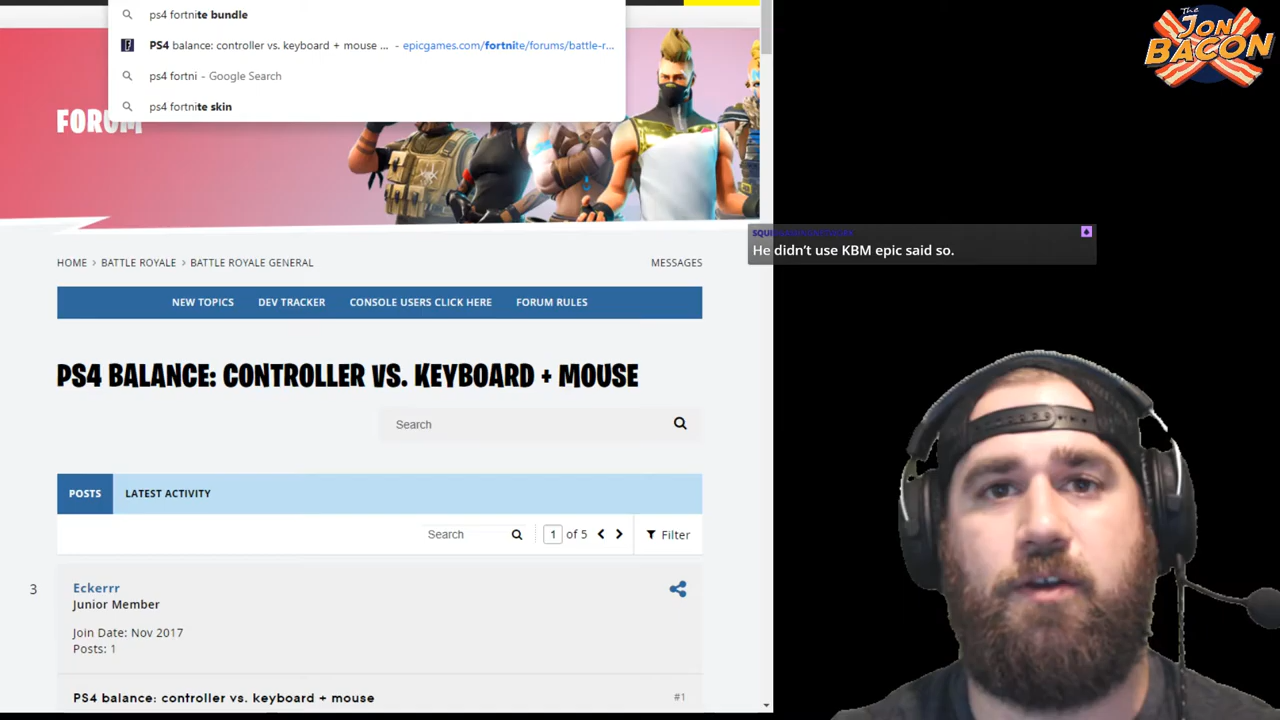 ps4 fortnite bundle
PS4 balance: controller vs. keyboard + mouse ... - epicgames.com/fortnite/forums/battle-r...
ps4 fortni - Google Search
ps4 fortnite skin
The
JON
BACON
FORUM
He didn't use KBM epic said so.
HOME > BATTLE ROYALE > BATTLE ROYALE GENERAL
MESSAGES
NEW TOPICS DEV TRACKER CONSOLE USERS CLICK HERE FORUM RULES
PS4 BALANCE: CONTROLLER VS. KEYBOARD + MOUSE
Search
POSTS LATEST ACTIVITY
Search 1 of 5 < > Filter
3
Eckerrr
Junior Member
Join Date: Nov 2017
Posts: 1
PS4 balance: controller vs. keyboard + mouse #1